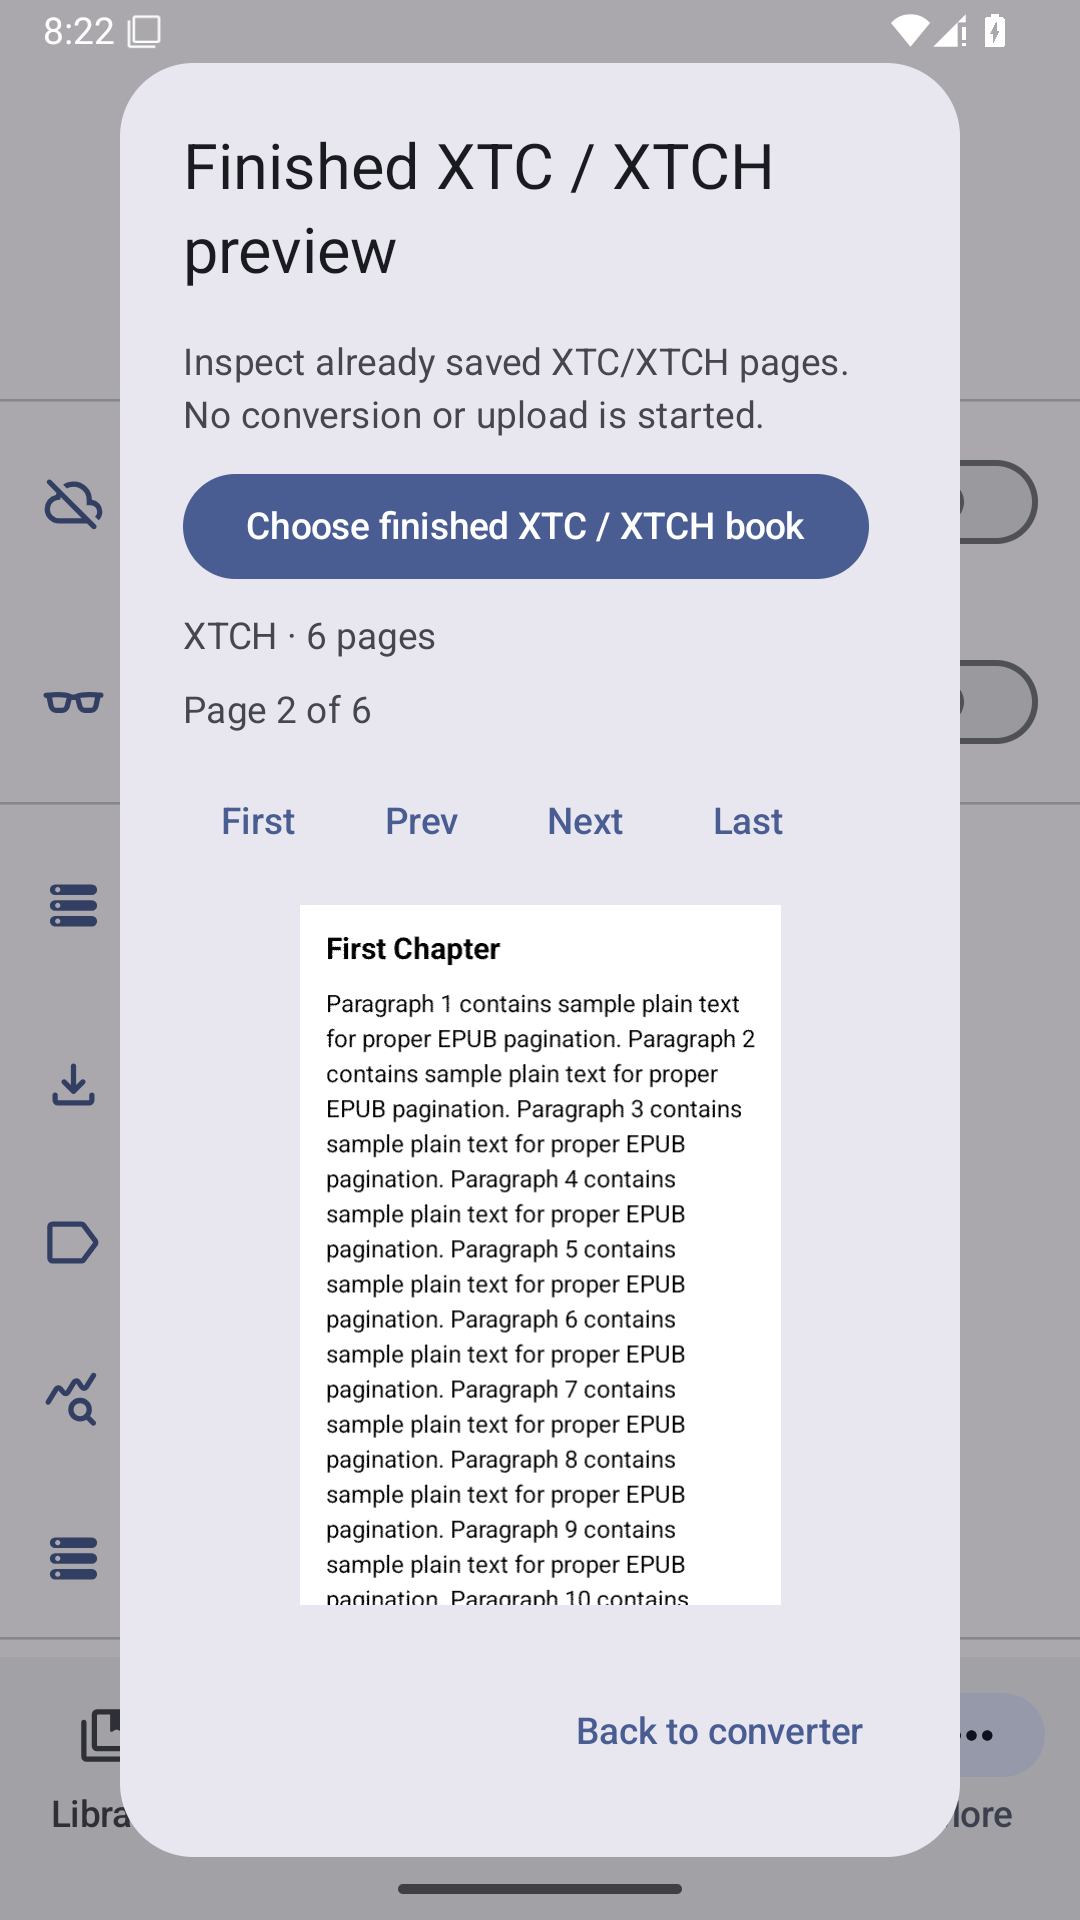 8:22
Finished XTC / XTCH
preview
Inspect already saved XTC/XTCH pages.
No conversion or upload is started.
Choose finished XTC / XTCH book
XTCH · 6 pages
Page 2 of 6
First Prev Next Last
First Chapter
Paragraph 1 contains sample plain text
for proper EPUB pagination. Paragraph 2
contains sample plain text for proper
EPUB pagination. Paragraph 3 contains
sample plain text for proper EPUB
pagination. Paragraph 4 contains
sample plain text for proper EPUB
pagination. Paragraph 5 contains
sample plain text for proper EPUB
pagination. Paragraph 6 contains
sample plain text for proper EPUB
pagination. Paragraph 7 contains
sample plain text for proper EPUB
pagination. Paragraph 8 contains
sample plain text for proper EPUB
pagination. Paragraph 9 contains
sample plain text for proper EPUB
pagination. Paragraph 10 contains
Back to converter